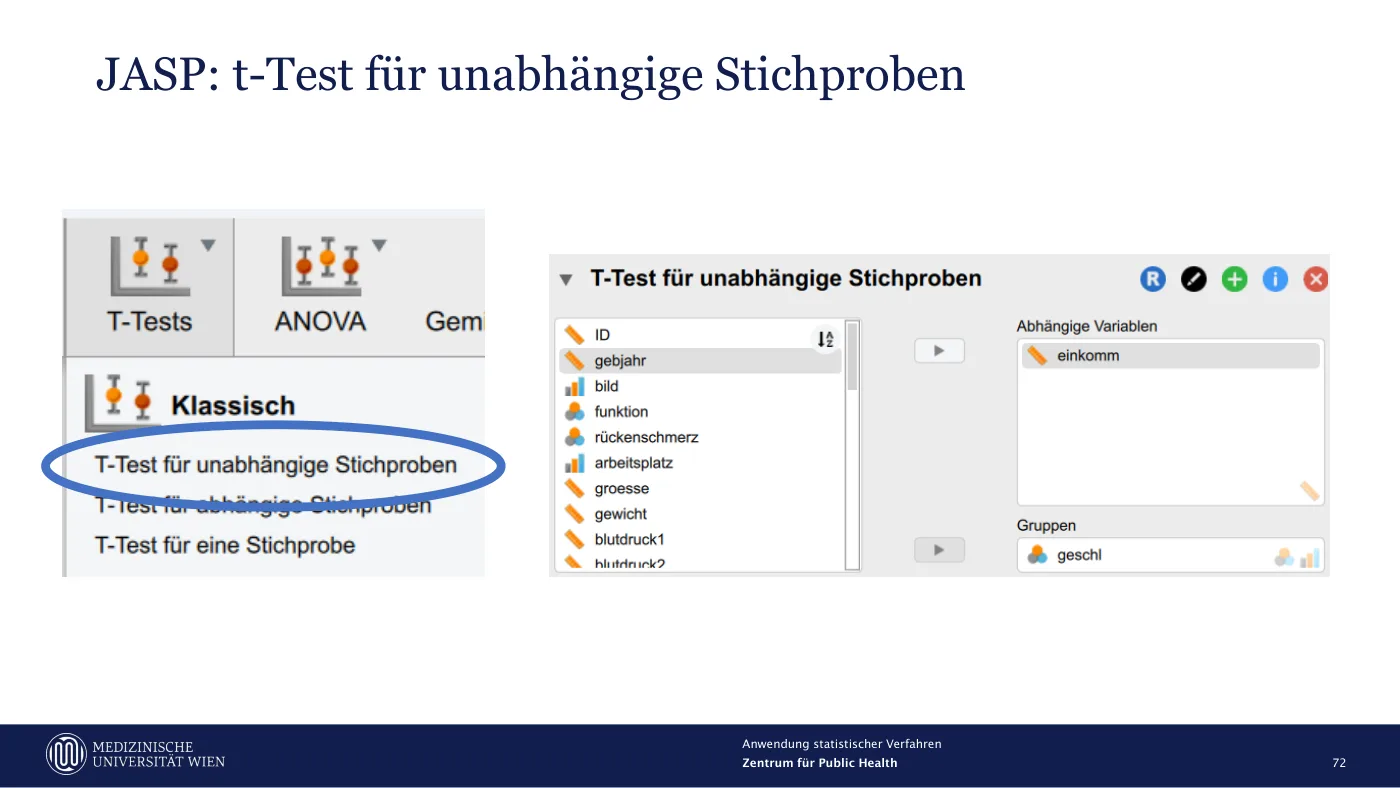 JASP: t-Test für unabhängige Stichproben
T-Tests
ANOVA
Gemi
Klassisch
T-Test für unabhängige Stichproben
T-Test für abhängige Stichproben
T-Test für eine Stichprobe
T-Test für unabhängige Stichproben
R
i
ID
A
Z
gebjahr
bild
funktion
rückenschmerz
arbeitsplatz
groesse
gewicht
blutdruck1
blutdruck2
Abhängige Variablen
einkomm
Gruppen
geschl
MEDIZINISCHE
UNIVERSITÄT WIEN
Anwendung statistischer Verfahren
Zentrum für Public Health
72